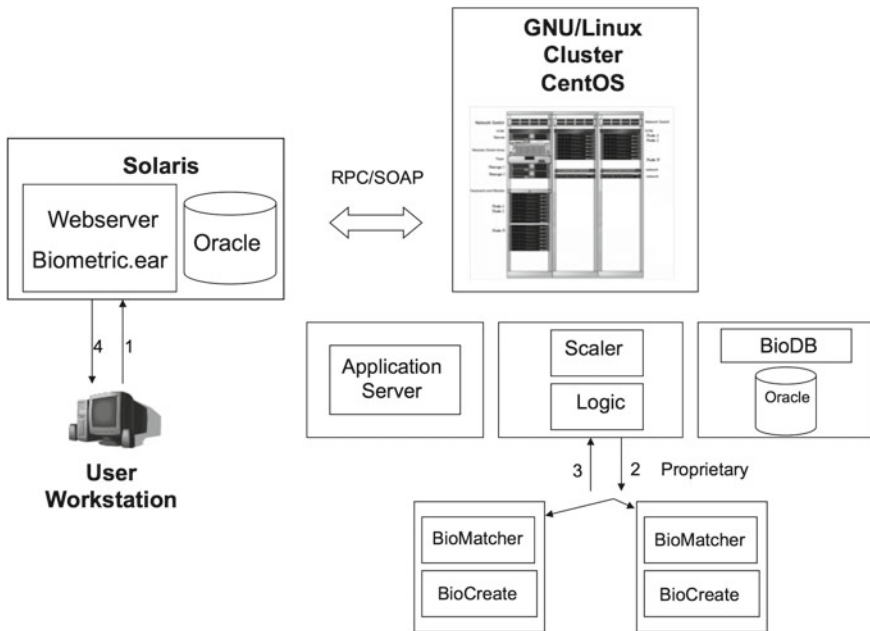 GNU/Linux
Cluster
CentOS
Solaris
Webserver
Biometric.ear
Oracle
RPC/SOAP
4
1
User
Workstation
Application
Server
Scaler
Logic
BioDB
Oracle
3
2
Proprietary
BioMatcher
BioCreate
BioMatcher
BioCreate